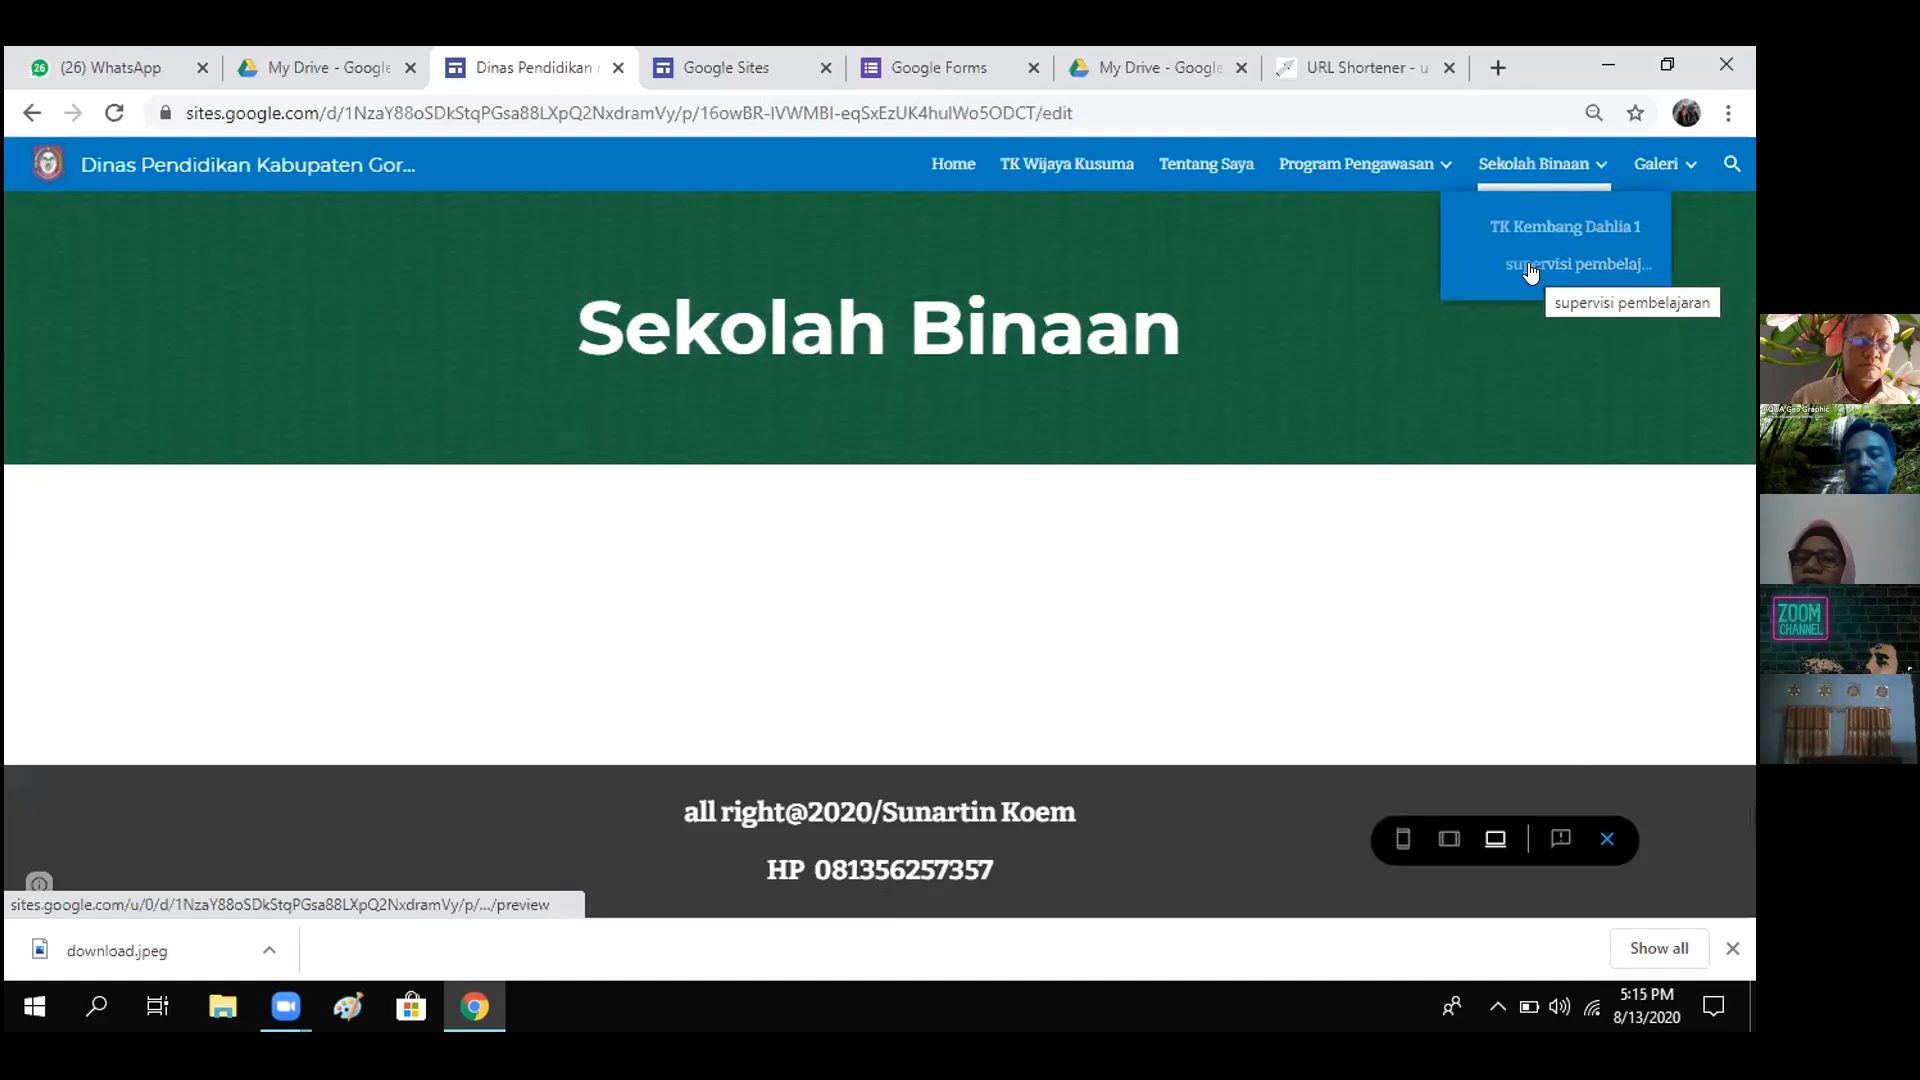 (26) WhatsApp
My Drive - Google
Dinas Pendidikan
Google Sites
Google Forms
My Drive - Google
URL Shortener - u
sites.google.com/d/1NzaY88oSDkStqPGsa88LXpQ2NxdramVy/p/16owBR-IVWMBI-eqSxEzUK4hulWo5ODCT/edit
Dinas Pendidikan Kabupaten Gor...
Home
TK Wijaya Kusuma
Tentang Saya
Program Pengawasan
Sekolah Binaan
Galeri
TK Kembang Dahlia 1
supervisi pembelaj...
supervisi pembelajaran
Sekolah Binaan
AQUA Geo Graphic
ZOOM
CHANNEL
all right@2020/Sunartin Koem
HP 081356257357
sites.google.com/u/0/d/1NzaY88oSDkStqPGsa88LXpQ2NxdramVy/p/.../preview
download.jpeg
Show all
5:15 PM
8/13/2020